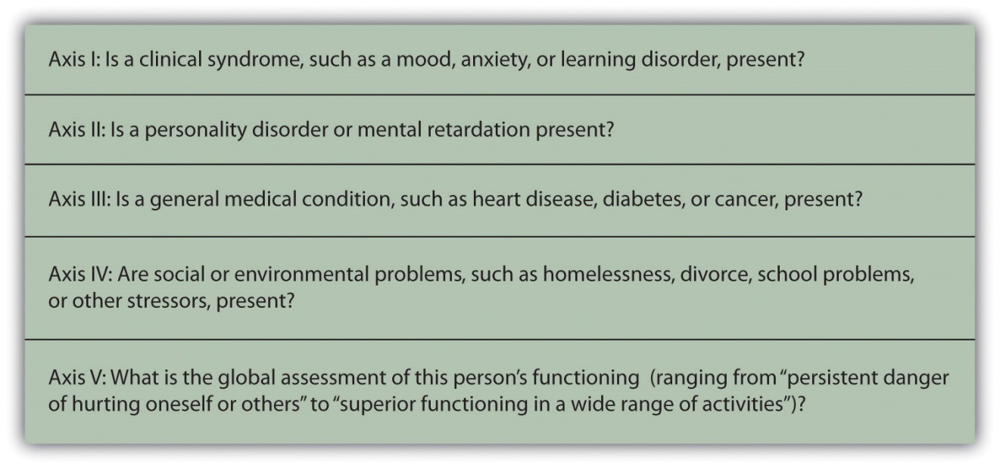 Axis I: Is a clinical syndrome, such as a mood, anxiety, or learning disorder, present?
Axis II: Is a personality disorder or mental retardation present?
Axis III: Is a general medical condition, such as heart disease, diabetes, or cancer, present?
Axis IV: Are social or environmental problems, such as homelessness, divorce, school problems,
or other stressors, present?
Axis V: What is the global assessment of this person’s functioning (ranging from “persistent danger
of hurting oneself or others” to “superior functioning in a wide range of activities”)?